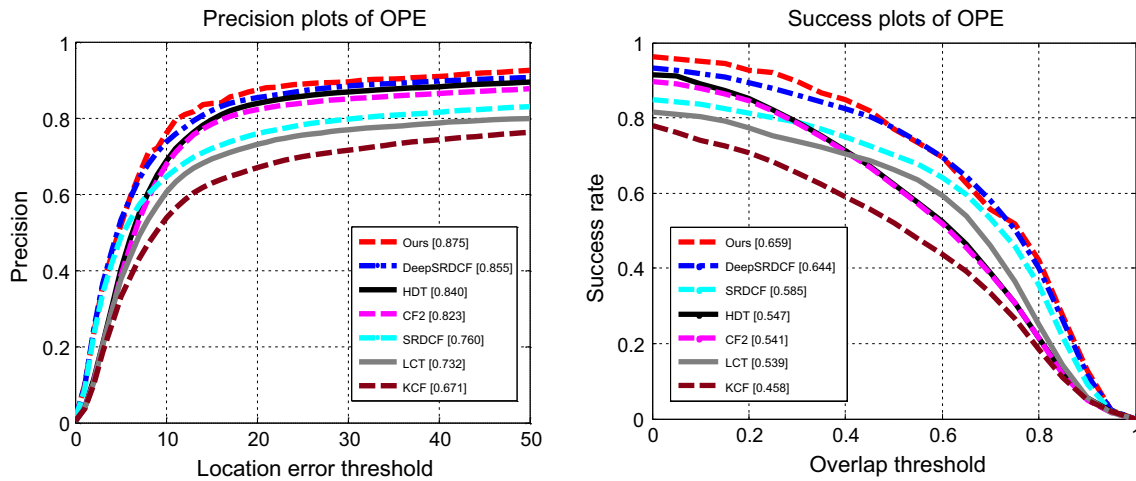 Precision plots of OPE
1
0.8
0.6
0.4
0.2
0
0 10 20 30 40 50
Precision
Location error threshold
Ours [0.875]
DeepSRDCF [0.855]
HDT [0.840]
CF2 [0.823]
SRDCF [0.760]
LCT [0.732]
KCF [0.671]
Success plots of OPE
1
0.8
0.6
0.4
0.2
0
0 0.2 0.4 0.6 0.8 1
Success rate
Overlap threshold
Ours [0.659]
DeepSRDCF [0.644]
SRDCF [0.585]
HDT [0.547]
CF2 [0.541]
LCT [0.539]
KCF [0.458]